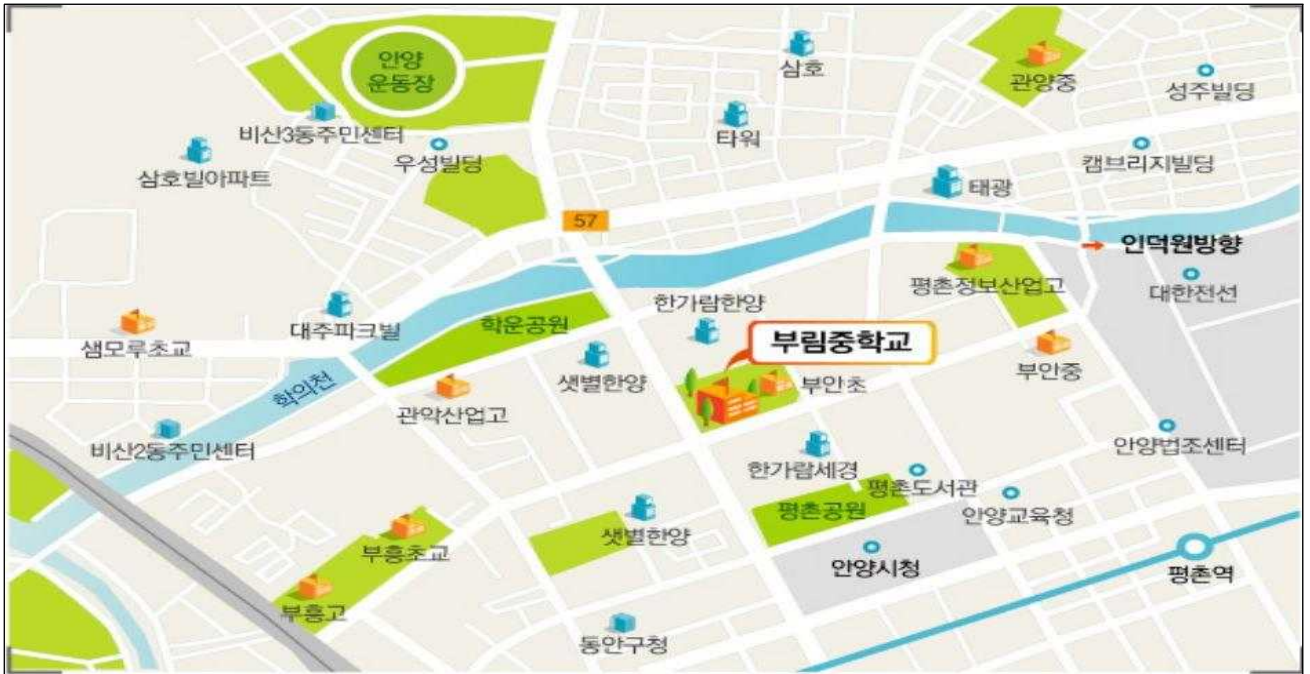 안양
운동장
삼호
관양중
성주빌딩
비산3동주민센터
타워
우성빌딩
캠브리지빌딩
삼호빌아파트
태광
57
인덕원방향
평촌정보산업고
대한전선
한가람한양
대주파크빌
학운공원
부림중학교
샘모루초교
샛별한양
부안초
부안중
학의천
관악산업고
비산2동주민센터
안양법조센터
한가람세경
평촌도서관
평촌공원
안양교육청
샛별한양
부흥초교
안양시청
평촌역
부흥고
동안구청